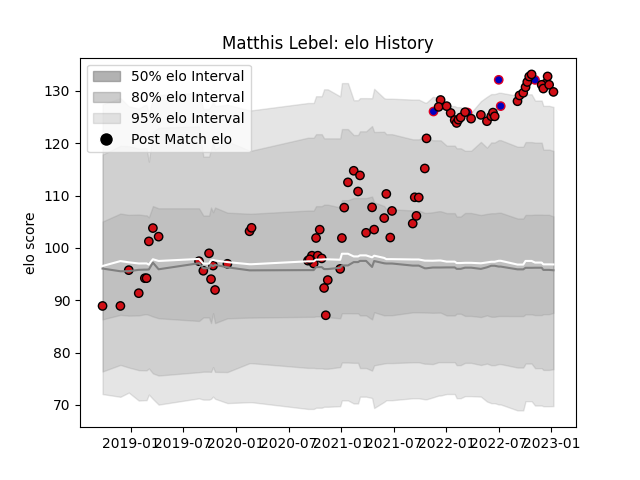 Matthis Lebel: elo History
50% elo Interval
80% elo Interval
95% elo Interval
Post Match elo
elo score
130
120
110
100
90
80
70
2019-01 2019-07 2020-01 2020-07 2021-01 2021-07 2022-01 2022-07 2023-01